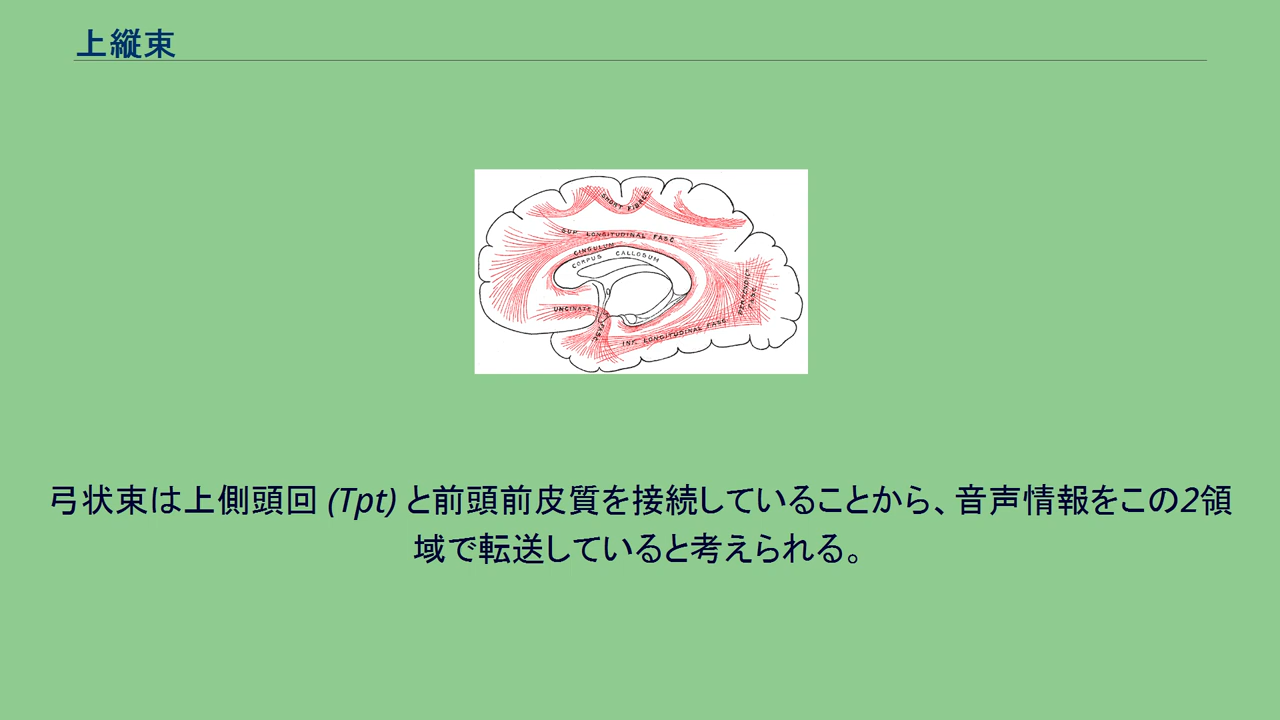 上縦束
SHORT FIBRES
SUP. LONGITUDINAL FASC
CINGULUM
CORPUS CALLOSUM
UNCINATE
FASC
INF. LONGITUDINAL FASC
PERPENDIC
FASC.
弓状束は上側頭回 (Tpt) と前頭前皮質を接続していることから、音声情報をこの2領
域で転送していると考えられる。